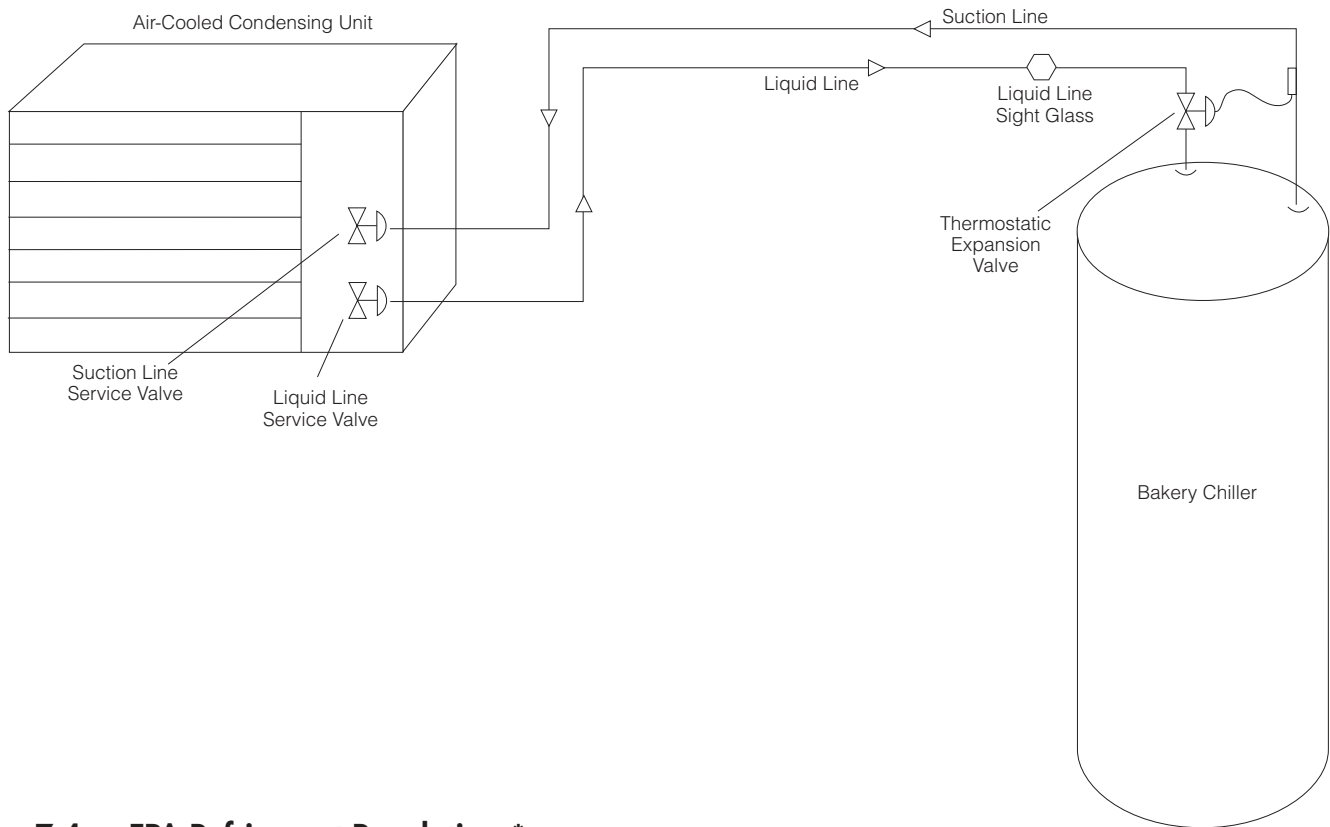 Air-Cooled Condensing Unit
Suction Line
Liquid Line
Liquid Line
Sight Glass
Thermostatic
Expansion
Valve
Suction Line
Service Valve
Liquid Line
Service Valve
Bakery Chiller